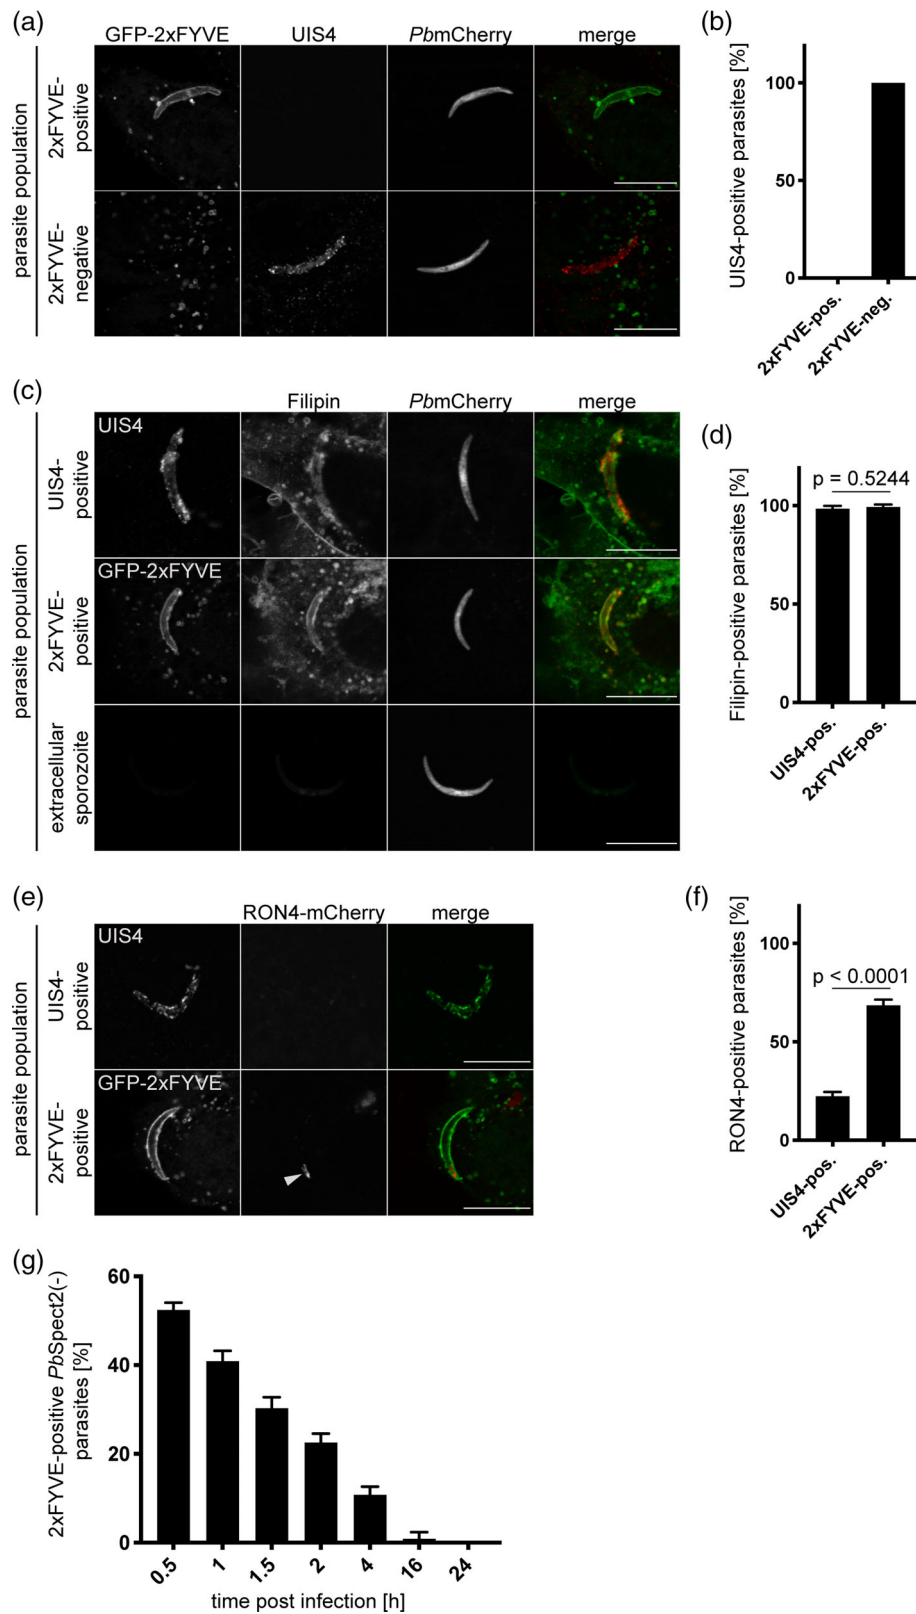 (a)
GFP-2xFYVE UIS4 PbmCherry merge
parasite population
2xFYVE-
positive
2xFYVE-
negative
(b)
UIS4-positive parasites [%]
100
50
0
2xFYVE-pos.
2xFYVE-neg.
(c)
Filipin PbmCherry merge
parasite population
UIS4-
positive
UIS4
2xFYVE-
positive
GFP-2xFYVE
extracellular
sporozoite
(d)
Filipin-positive parasites [%]
p = 0.5244
100
50
0
UIS4-pos.
2xFYVE-pos.
(e)
RON4-mCherry merge
parasite population
UIS4-
positive
UIS4
2xFYVE-
positive
GFP-2xFYVE
(f)
RON4-positive parasites [%]
100
p < 0.0001
50
0
UIS4-pos.
2xFYVE-pos.
(g)
2xFYVE-positive PbSpect2(-)
parasites [%]
60
40
20
0
0.5 1 1.5 2 4 16 24
time post infection [h]